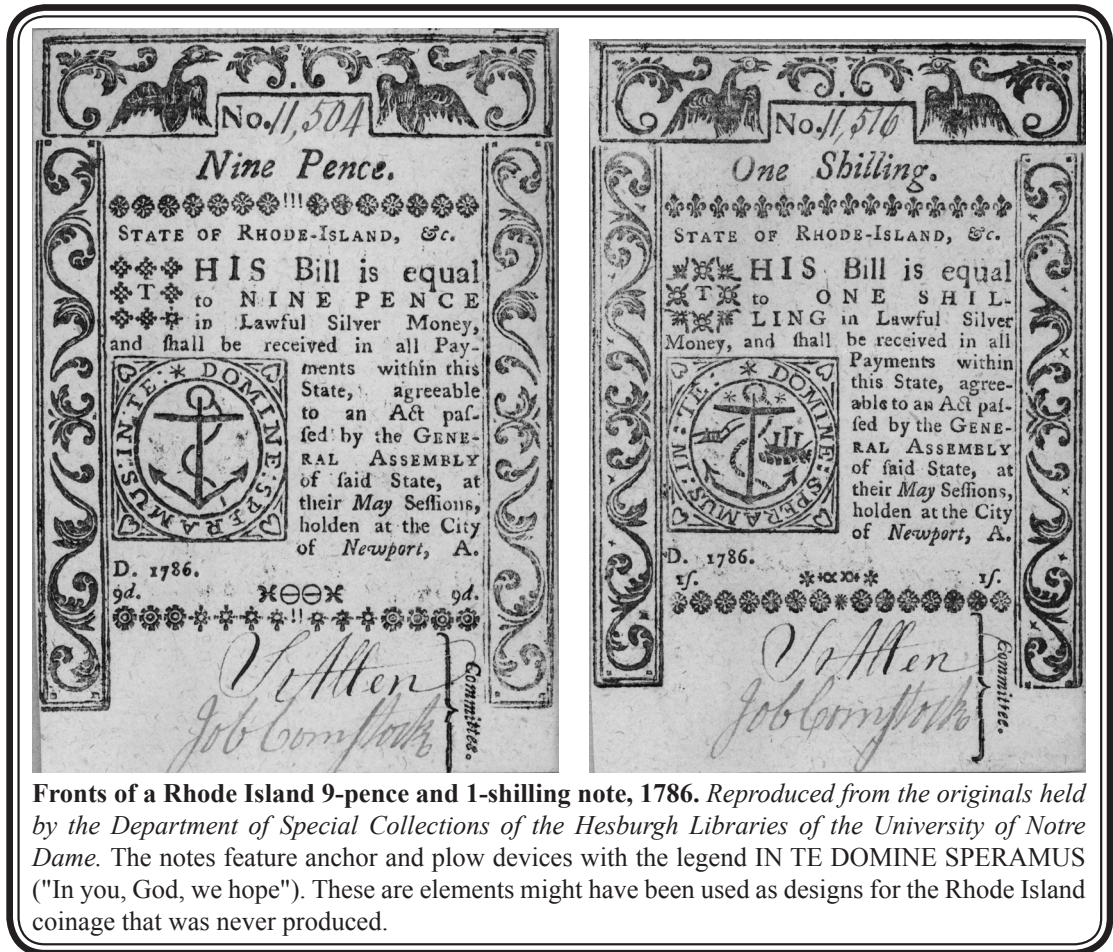 No. 11,504
Nine Pence.
!!!
STATE OF RHODE-ISLAND, &c.
THIS Bill is equal
to NINE PENCE
in Lawful Silver Money,
and ſhall be received in all Pay-
ments within this
State, agreeable
to an Act paſ-
ſed by the GENE-
RAL ASSEMBLY
of ſaid State, at
their May Seſſions,
holden at the City
of Newport, A.
D. 1786.
IN : TE : * DOMINE : SPERAMUS :
9d. 9d.
!!
Committee.
Job Comstock
No. 11,516
One Shilling.
STATE OF RHODE-ISLAND, &c.
THIS Bill is equal
to ONE SHIL-
LING in Lawful Silver
Money, and ſhall be received in all
Payments within
this State, agree-
able to an Act paſ-
ſed by the GENE-
RAL ASSEMBLY
of ſaid State, at
their May Seſſions,
holden at the City
of Newport, A.
D. 1786.
IN : TE : * DOMINE : SPERAMUS :
1ſ. 1ſ.
Committee.
Job Comstock
Fronts of a Rhode Island 9-pence and 1-shilling note, 1786. Reproduced from the originals held
by the Department of Special Collections of the Hesburgh Libraries of the University of Notre
Dame. The notes feature anchor and plow devices with the legend IN TE DOMINE SPERAMUS
("In you, God, we hope"). These are elements might have been used as designs for the Rhode Island
coinage that was never produced.